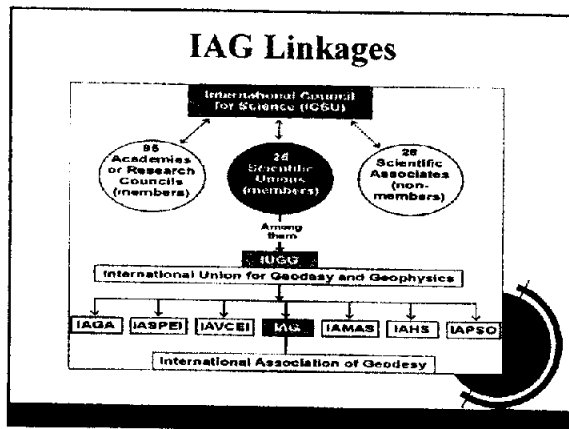 IAG Linkages
International Council
for Science (ICSU)
95
Academies
or Research
Councils
(members)
Scientific
Unions
(members)
28
Scientific
Associates
(non-
members)
Among
them
IUGG
International Union for Geodesy and Geophysics
IAGA IASPEI IAVCEI IAG IAMAS IAHS IAPSO
International Association of Geodesy